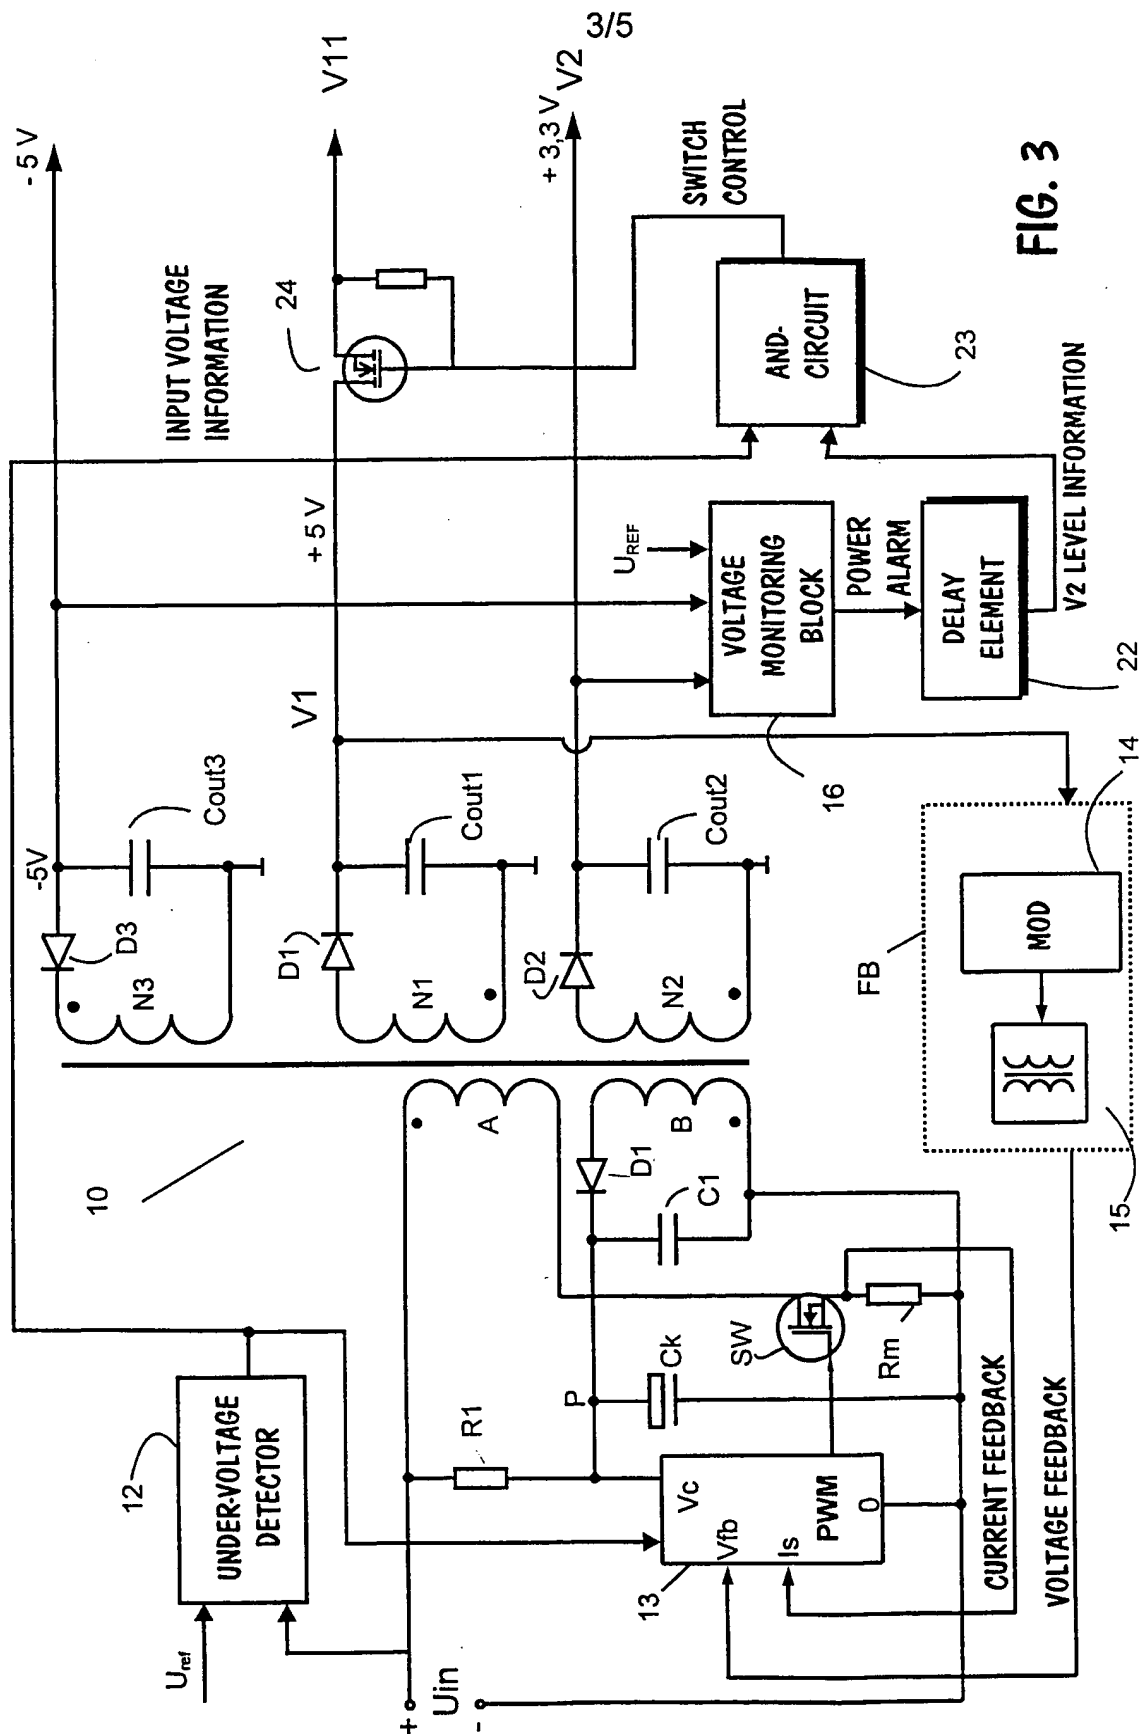 3/5
- 5 V
V11
+ 3,3 V
V2
INPUT VOLTAGE
INFORMATION
24
SWITCH
CONTROL
+ 5 V
AND-
CIRCUIT
23
UREF
VOLTAGE
MONITORING
BLOCK
16
POWER
ALARM
DELAY
ELEMENT
22
V2 LEVEL INFORMATION
V1
-5V
Cout3
D3
N3
Cout1
D1
N1
Cout2
D2
N2
FB
MOD
14
15
10
A
B
D1
C1
UNDER-VOLTAGE
DETECTOR
12
Uref
R1
P
Ck
SW
Rm
Vc
Vfb
Is
PWM
0
13
CURRENT FEEDBACK
VOLTAGE FEEDBACK
+
Uin
-
FIG. 3